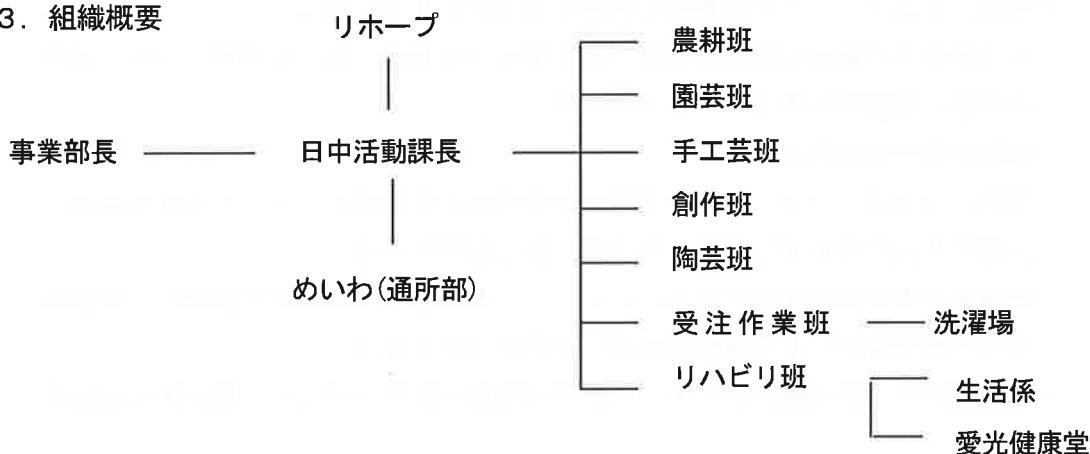 3．組織概要
リホープ
農耕班
園芸班
事業部長
日中活動課長
手工芸班
創作班
陶芸班
めいわ(通所部)
受注作業班
洗濯場
リハビリ班
生活係
愛光健康堂